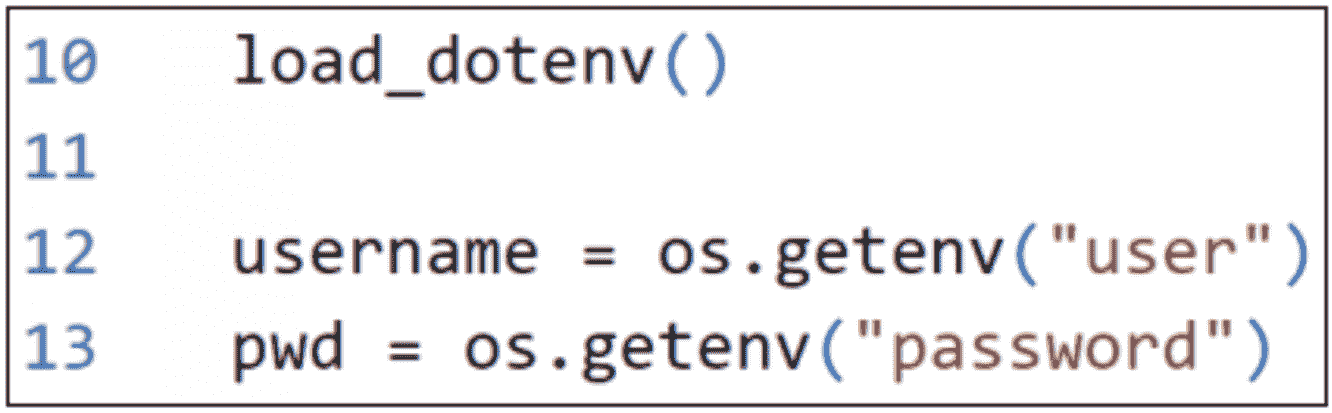 10 load_dotenv()
11
12 username = os.getenv("user")
13 pwd = os.getenv("password")